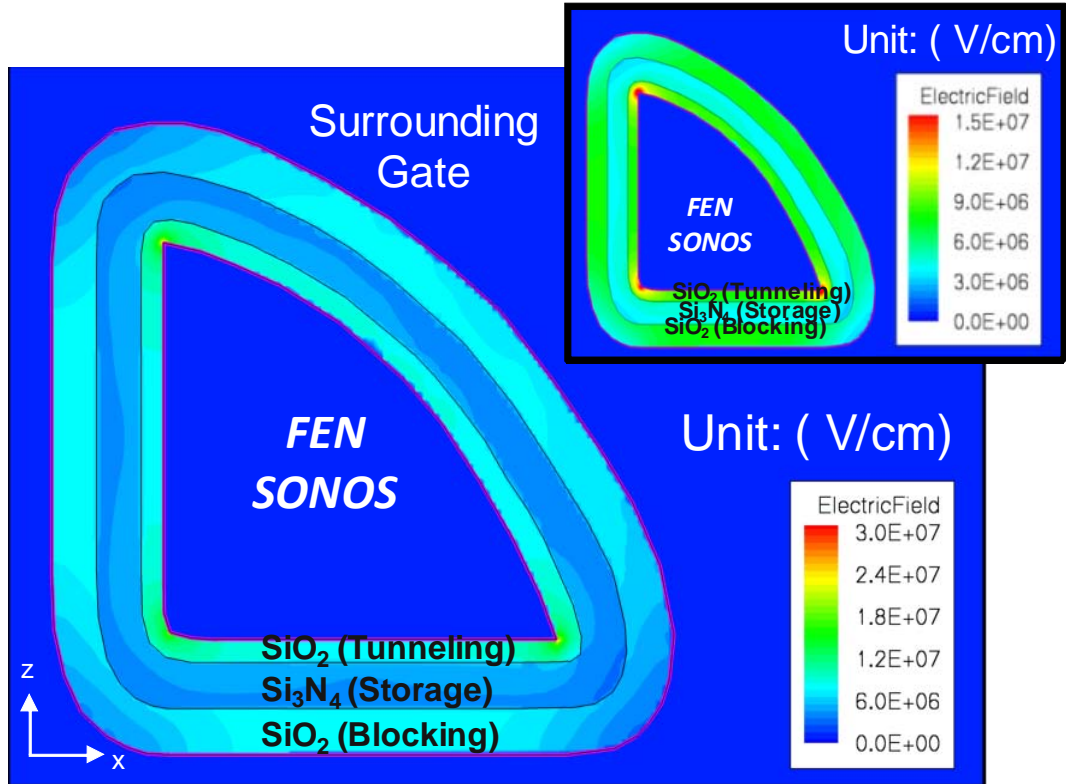 Unit: ( V/cm)
ElectricField
1.5E+07
1.2E+07
9.0E+06
6.0E+06
3.0E+06
0.0E+00
FEN
SONOS
SiO₂ (Tunneling)
Si₃N₄ (Storage)
SiO₂ (Blocking)
Surrounding
Gate
FEN
SONOS
Unit: ( V/cm)
ElectricField
3.0E+07
2.4E+07
1.8E+07
1.2E+07
6.0E+06
0.0E+00
SiO₂ (Tunneling)
Si₃N₄ (Storage)
SiO₂ (Blocking)
z
x